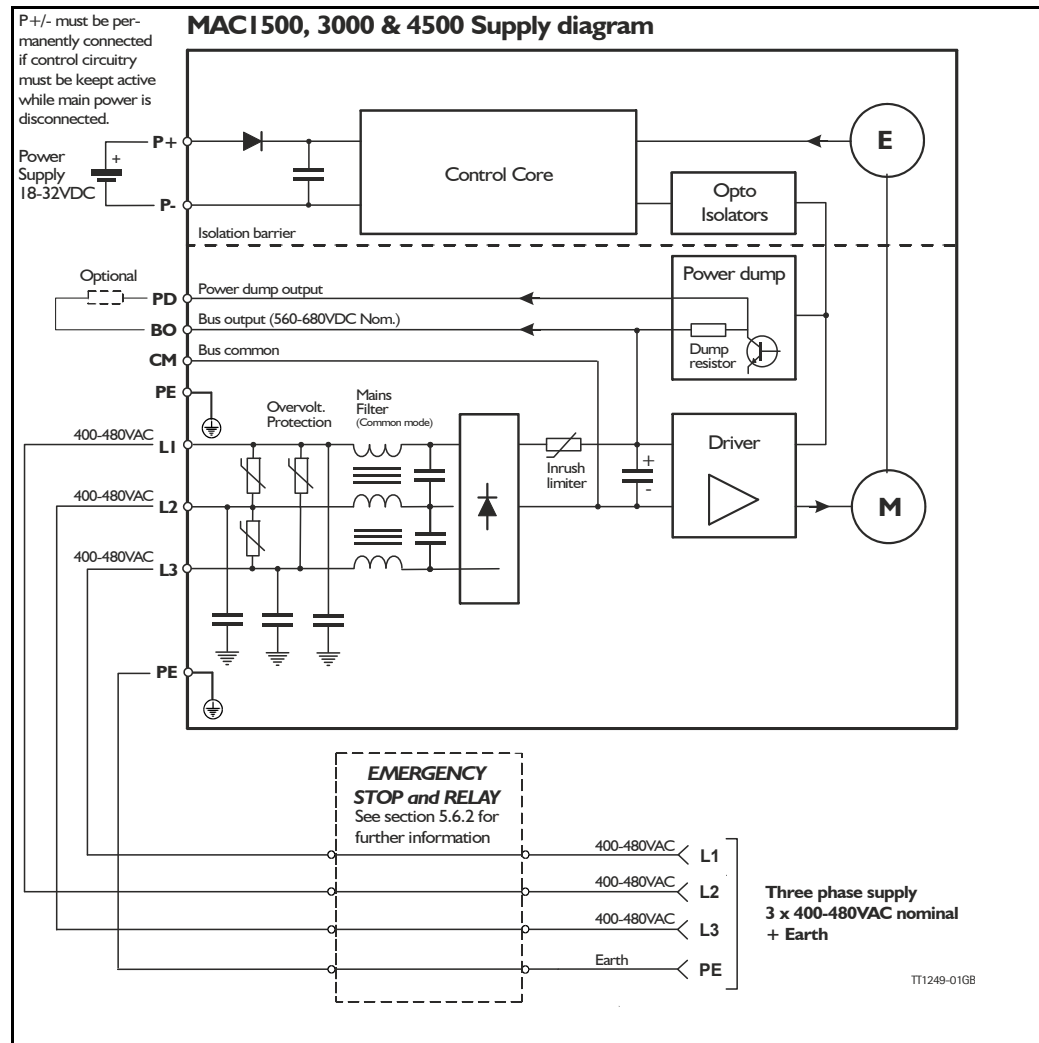 P+/- must be per-
manently connected
if control circuitry
must be keept active
while main power is
disconnected.
MAC1500, 3000 & 4500 Supply diagram
P+
+
Power
Supply
18-32VDC
P-
Control Core
E
Opto
Isolators
Isolation barrier
Optional
PD
Power dump output
Power dump
BO
Bus output (560-680VDC Nom.)
Dump
resistor
CM
Bus common
PE
Overvolt.
Protection
Mains
Filter
(Common mode)
400-480VAC
L1
Inrush
limiter
+
-
Driver
400-480VAC
L2
M
400-480VAC
L3
PE
EMERGENCY
STOP and RELAY
See section 5.6.2 for
further information
400-480VAC
L1
400-480VAC
L2
400-480VAC
L3
Earth
PE
Three phase supply
3 x 400-480VAC nominal
+ Earth
TT1249-01GB